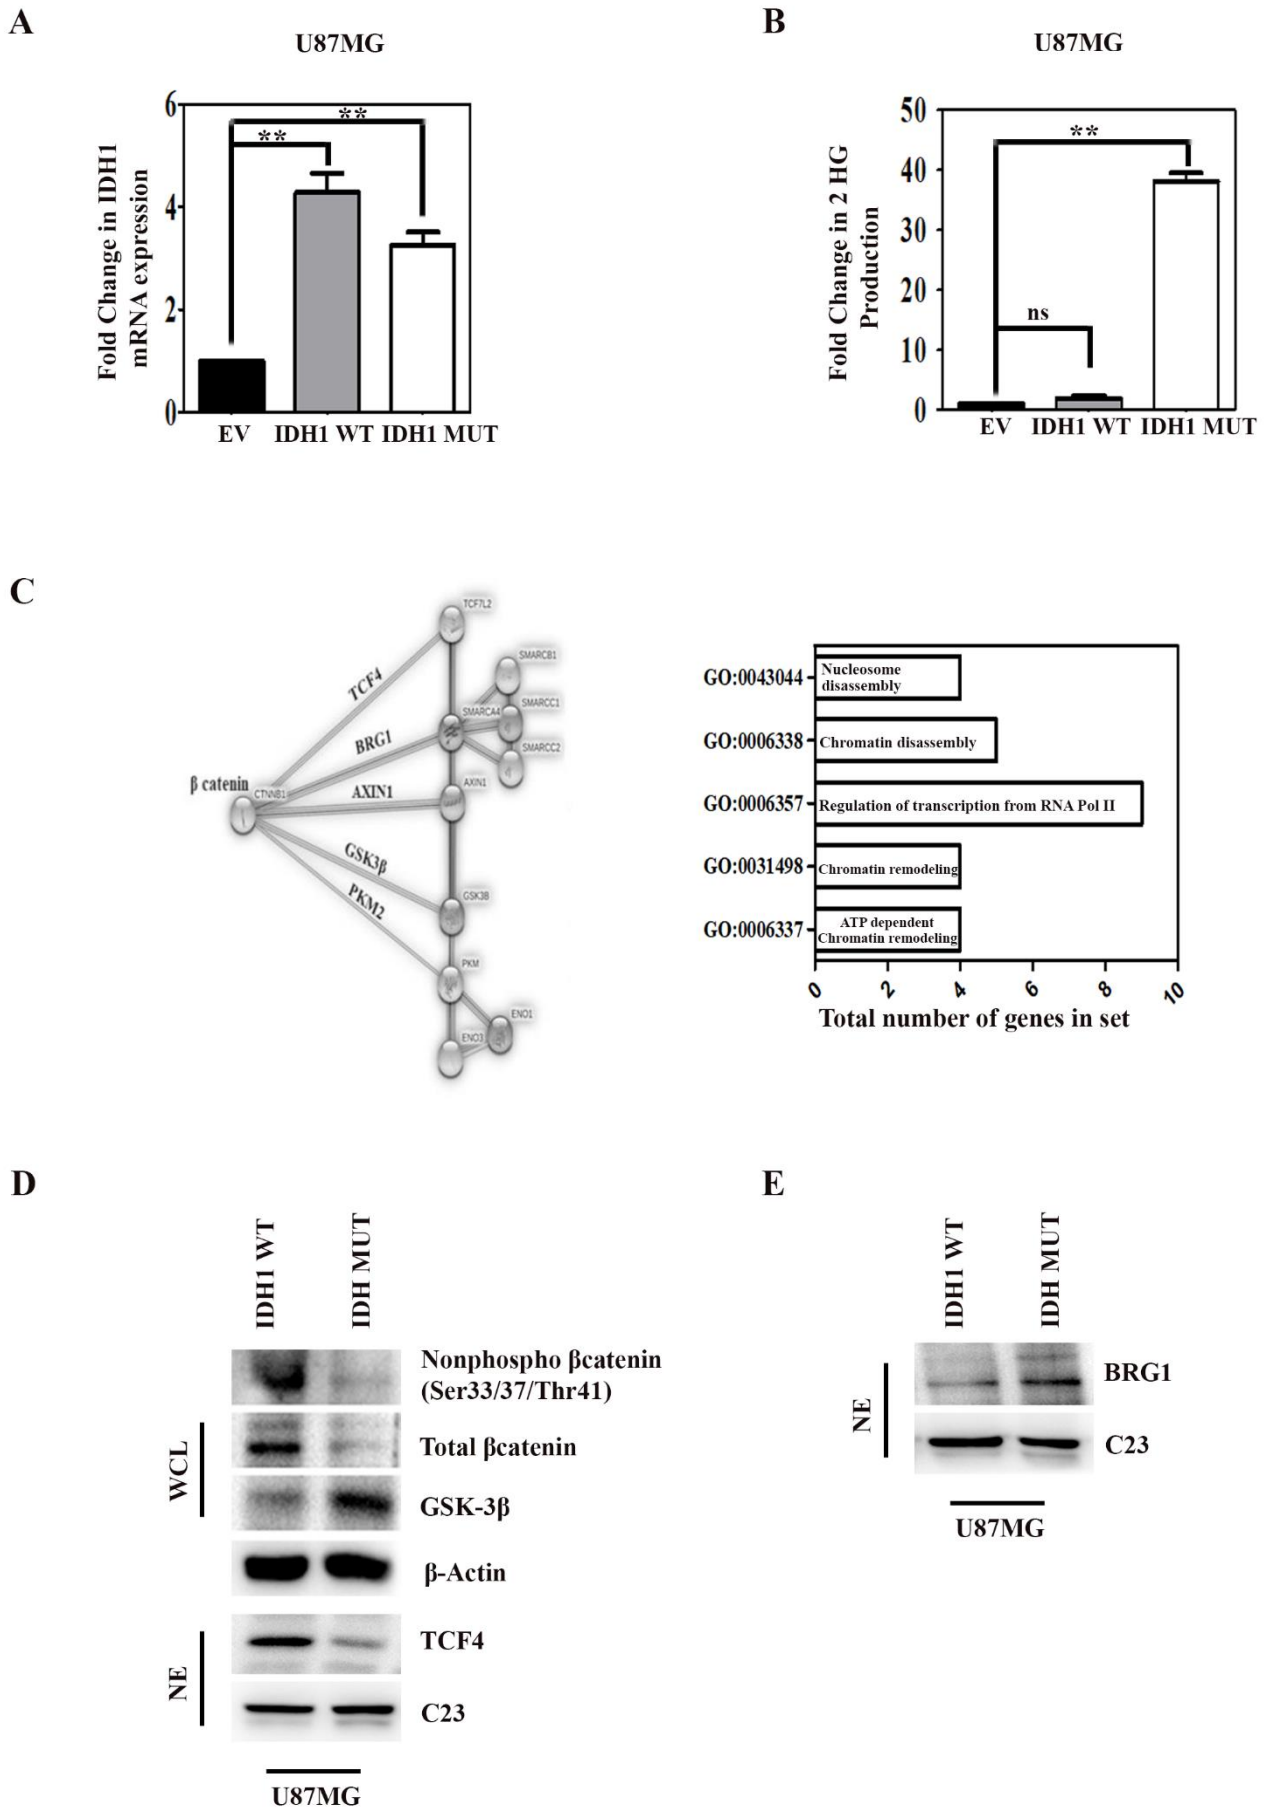 A
U87MG
Fold Change in IDH1
mRNA expression
6
4
2
0
**
**
EV
IDH1 WT
IDH1 MUT
B
U87MG
Fold Change in 2 HG
Production
50
40
30
20
10
0
**
ns
EV
IDH1 WT
IDH1 MUT
C
β catenin
CTNNB1
TCF4
BRG1
AXIN1
GSK3β
PKM2
TCF7L2
SMARCB1
SMARCA4
SMARCC1
SMARCC2
AXIN1
GSK3B
PKM
ENO1
ENO3
GO:0043044
Nucleosome
disassembly
GO:0006338
Chromatin disassembly
GO:0006357
Regulation of transcription from RNA Pol II
GO:0031498
Chromatin remodeling
GO:0006337
ATP dependent
Chromatin remodeling
0
2
4
6
8
10
Total number of genes in set
D
IDH1 WT
IDH MUT
Nonphospho βcatenin
(Ser33/37/Thr41)
WCL
Total βcatenin
GSK-3β
β-Actin
NE
TCF4
C23
U87MG
E
IDH1 WT
IDH MUT
NE
BRG1
C23
U87MG